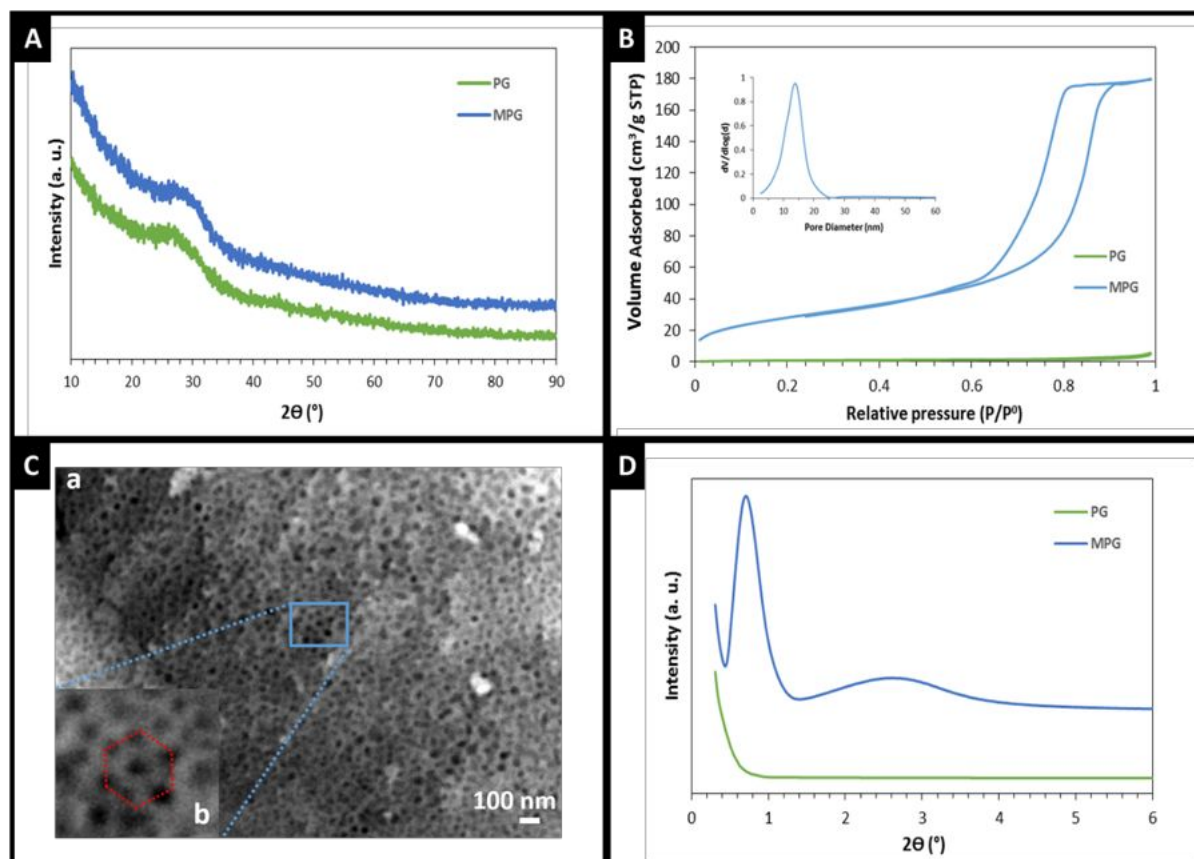 A
PG
MPG
Intensity (a. u.)
10 20 30 40 50 60 70 80 90
2Ɵ (°)
B
200
180
160
140
120
100
80
60
40
20
0
Volume Adsorbed (cm³/g STP)
1
0.8
0.6
0.4
0.2
0
dV/dlog(d)
0 10 20 30 40 50 60
Pore Diameter (nm)
PG
MPG
0 0.2 0.4 0.6 0.8 1
Relative pressure (P/P⁰)
C
a
b
100 nm
D
PG
MPG
Intensity (a. u.)
0 1 2 3 4 5 6
2Ɵ (°)